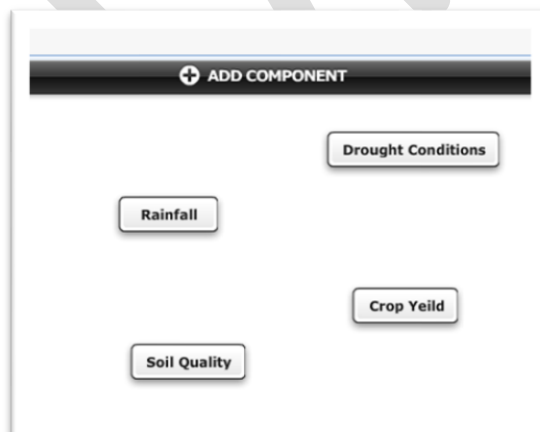 ADD COMPONENT
Drought Conditions
Rainfall
Crop Yeild
Soil Quality